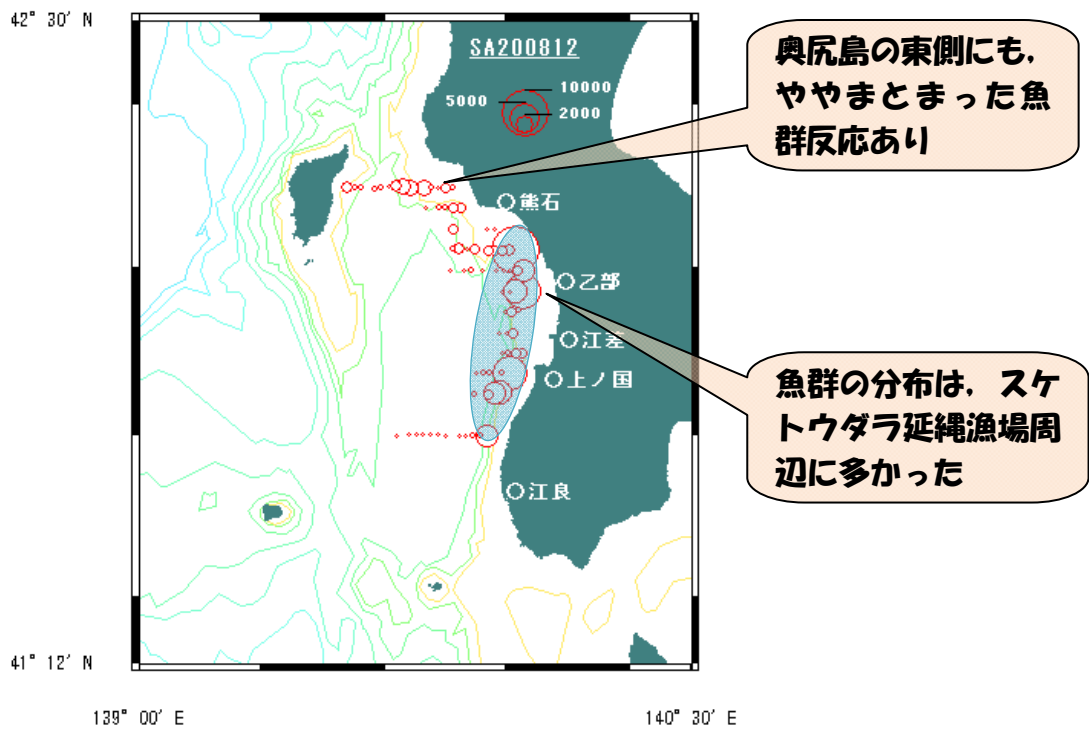 42° 30′ N
SA200812
10000
5000
2000
奥尻島の東側にも,
ややまとまった魚
群反応あり
熊石
乙部
江差
上ノ国
魚群の分布は, スケ
トウダラ延縄漁場周
辺に多かった
江良
41° 12′ N
139° 00′ E
140° 30′ E